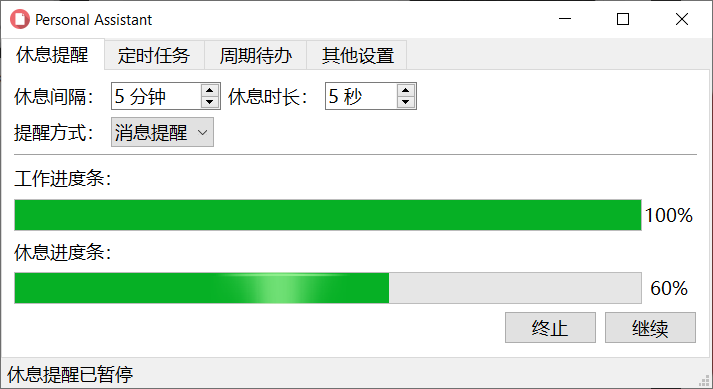 Personal Assistant
休息提醒 定时任务 周期待办 其他设置
休息间隔： 5 分钟 休息时长： 5 秒
提醒方式： 消息提醒
工作进度条：
100%
休息进度条：
60%
终止 继续
休息提醒已暂停